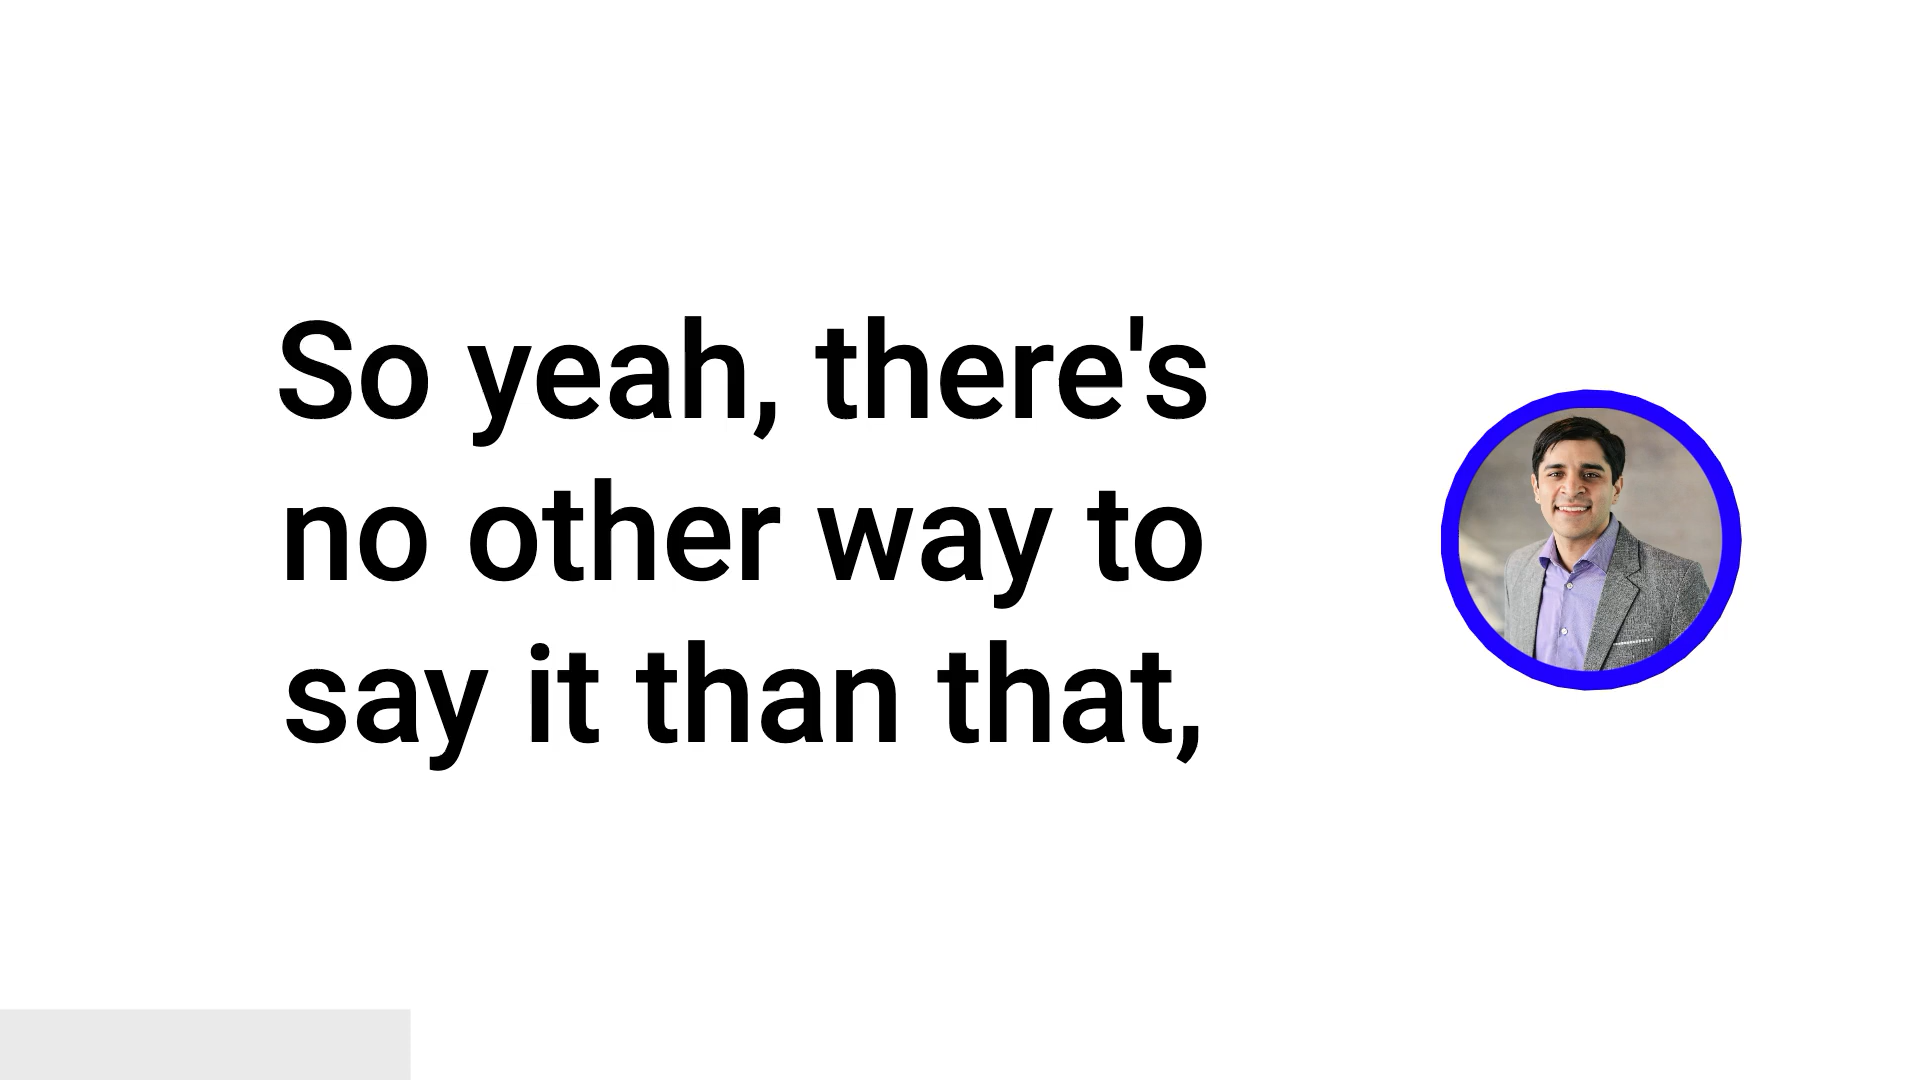 So yeah, there's
no other way to
say it than that,